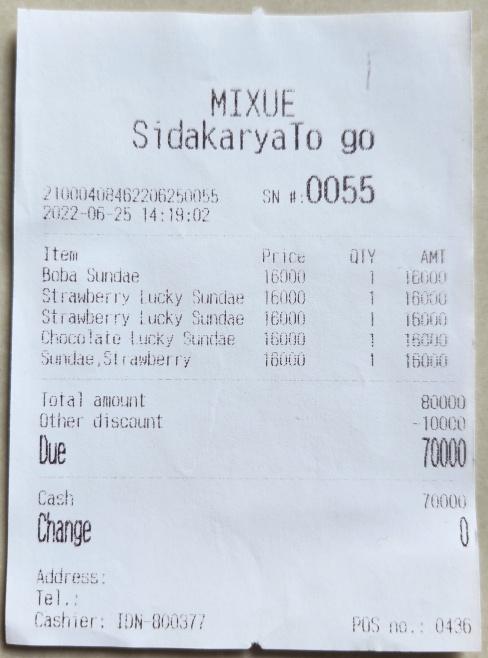 MIXUE
SidakaryaTo go
21000408462206250055 SN #:0055
2022-06-25 14:19:02
Item Price QTY AMT
Boba Sundae 16000 1 16000
Strawberry Lucky Sundae 16000 1 16000
Strawberry Lucky Sundae 16000 1 16000
Chocolate Lucky Sundae 16000 1 16000
Sundae,Strawberry 16000 1 16000
Total amount 80000
Other discount -10000
Due 70000
Cash 70000
Change 0
Address:
Tel.:
Cashier: IDN-800377 POS no.: 0436